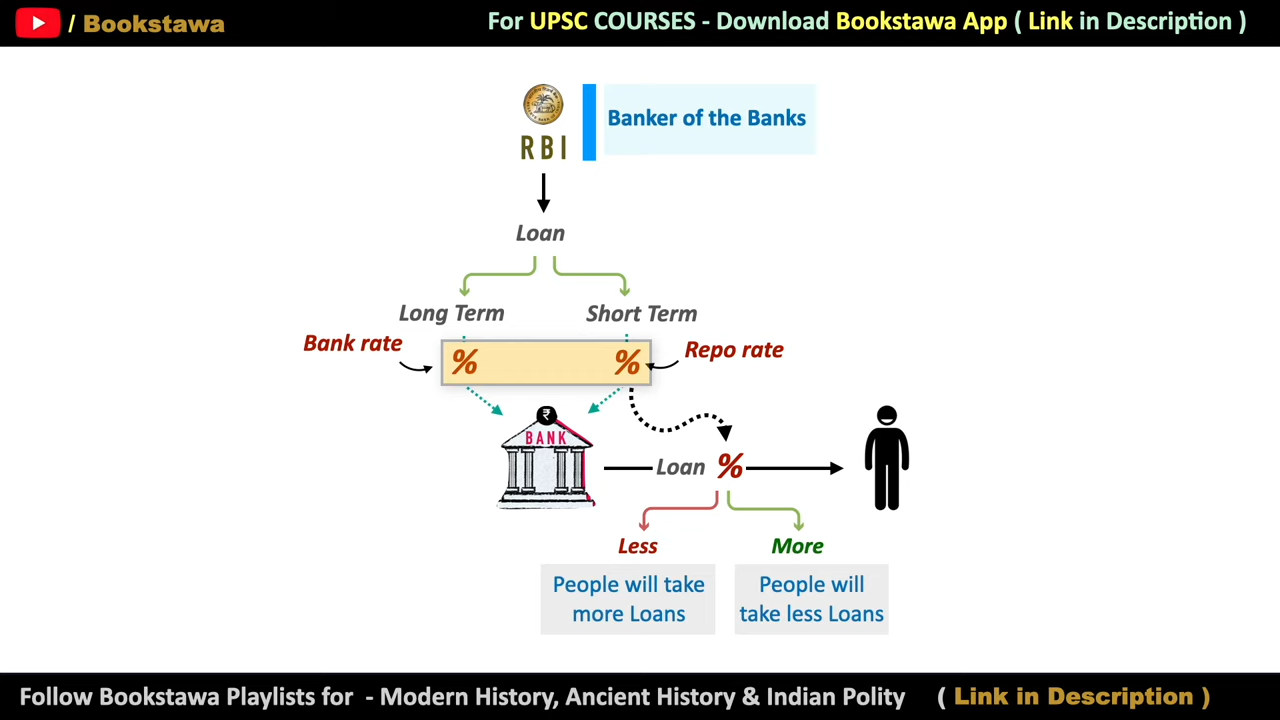 / Bookstawa
For UPSC COURSES - Download Bookstawa App ( Link in Description )
RBI
Banker of the Banks
Loan
Long Term
Short Term
Bank rate
%
%
Repo rate
₹
BANK
Loan %
Less
More
People will take
more Loans
People will
take less Loans
Follow Bookstawa Playlists for - Modern History, Ancient History & Indian Polity ( Link in Description )